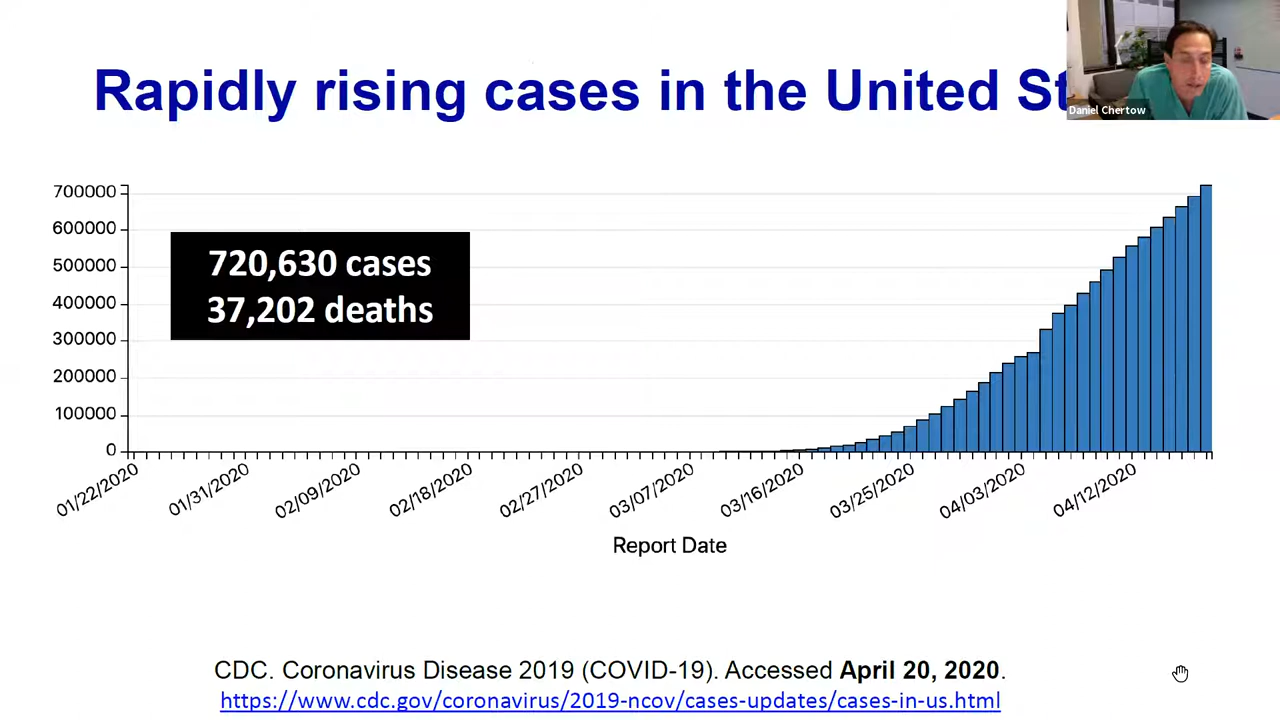 Rapidly rising cases in the United St
Daniel Chertow
700000
600000
500000
400000
300000
200000
100000
0
720,630 cases
37,202 deaths
01/22/2020
01/31/2020
02/09/2020
02/18/2020
02/27/2020
03/07/2020
03/16/2020
03/25/2020
04/03/2020
04/12/2020
Report Date
CDC. Coronavirus Disease 2019 (COVID-19). Accessed April 20, 2020.
https://www.cdc.gov/coronavirus/2019-ncov/cases-updates/cases-in-us.html